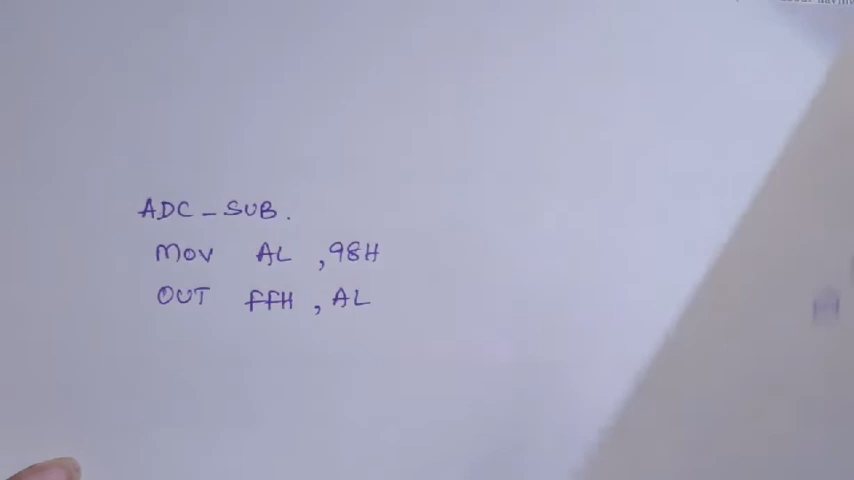 ADC - SUB.
MOV AL , 98H
OUT FFH , AL